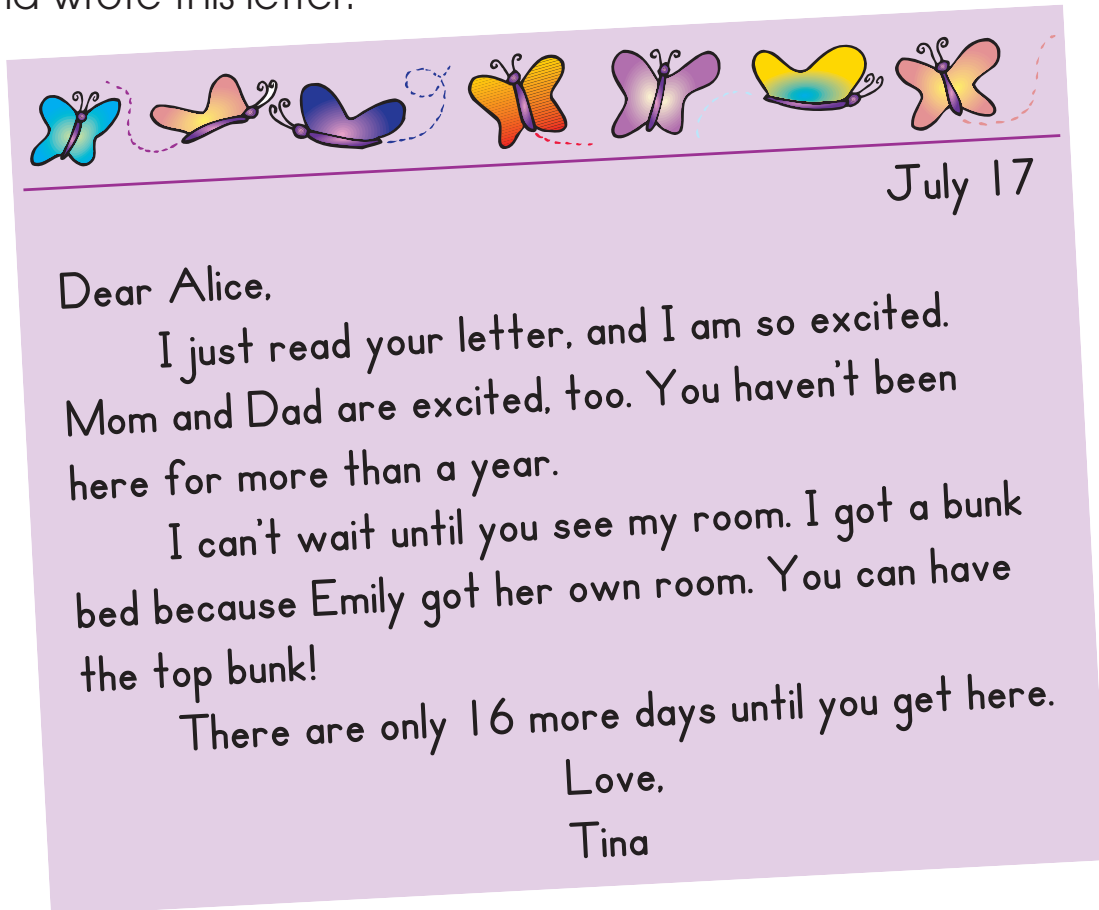 wrote this letter.
July 17
Dear Alice,
I just read your letter, and I am so excited.
Mom and Dad are excited, too. You haven't been
here for more than a year.
I can't wait until you see my room. I got a bunk
bed because Emily got her own room. You can have
the top bunk!
There are only 16 more days until you get here.
Love,
Tina